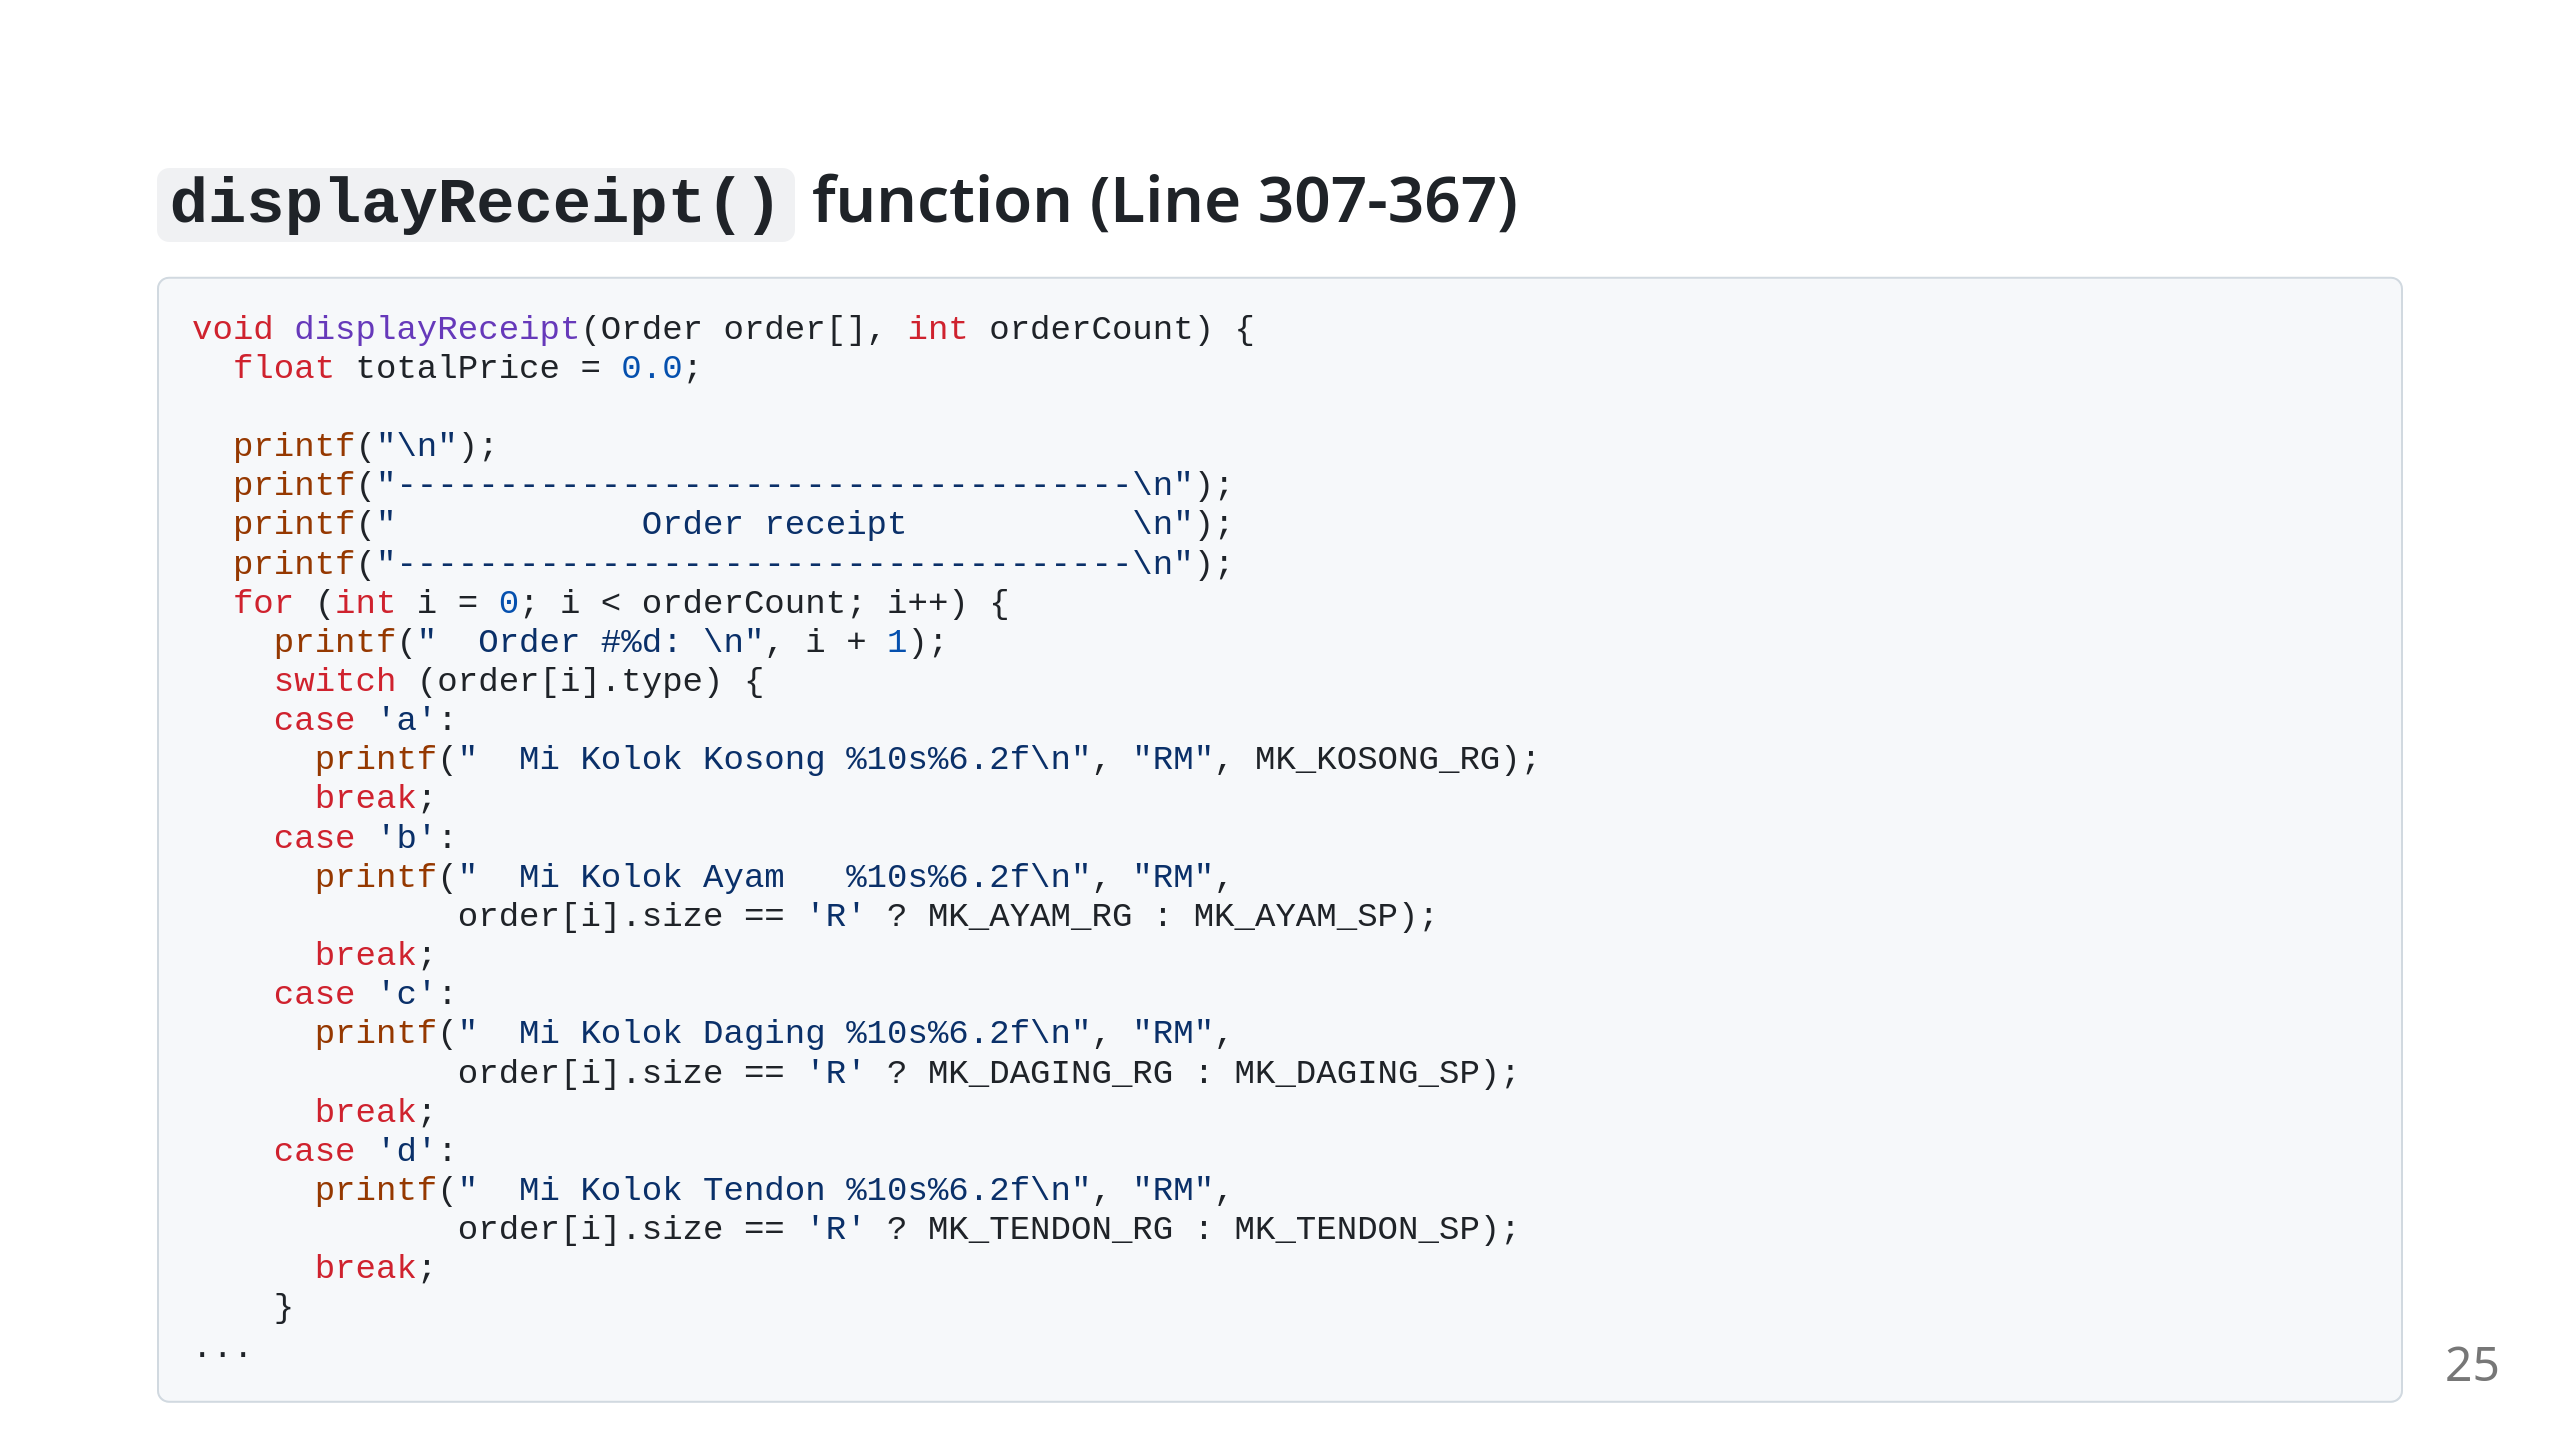 displayReceipt() function (Line 307-367)
void displayReceipt(Order order[], int orderCount) {
  float totalPrice = 0.0;

  printf("\n");
  printf("------------------------------------\n");
  printf("            Order receipt           \n");
  printf("------------------------------------\n");
  for (int i = 0; i < orderCount; i++) {
    printf("  Order #%d: \n", i + 1);
    switch (order[i].type) {
    case 'a':
      printf("  Mi Kolok Kosong %10s%6.2f\n", "RM", MK_KOSONG_RG);
      break;
    case 'b':
      printf("  Mi Kolok Ayam   %10s%6.2f\n", "RM",
             order[i].size == 'R' ? MK_AYAM_RG : MK_AYAM_SP);
      break;
    case 'c':
      printf("  Mi Kolok Daging %10s%6.2f\n", "RM",
             order[i].size == 'R' ? MK_DAGING_RG : MK_DAGING_SP);
      break;
    case 'd':
      printf("  Mi Kolok Tendon %10s%6.2f\n", "RM",
             order[i].size == 'R' ? MK_TENDON_RG : MK_TENDON_SP);
      break;
    }
...
25